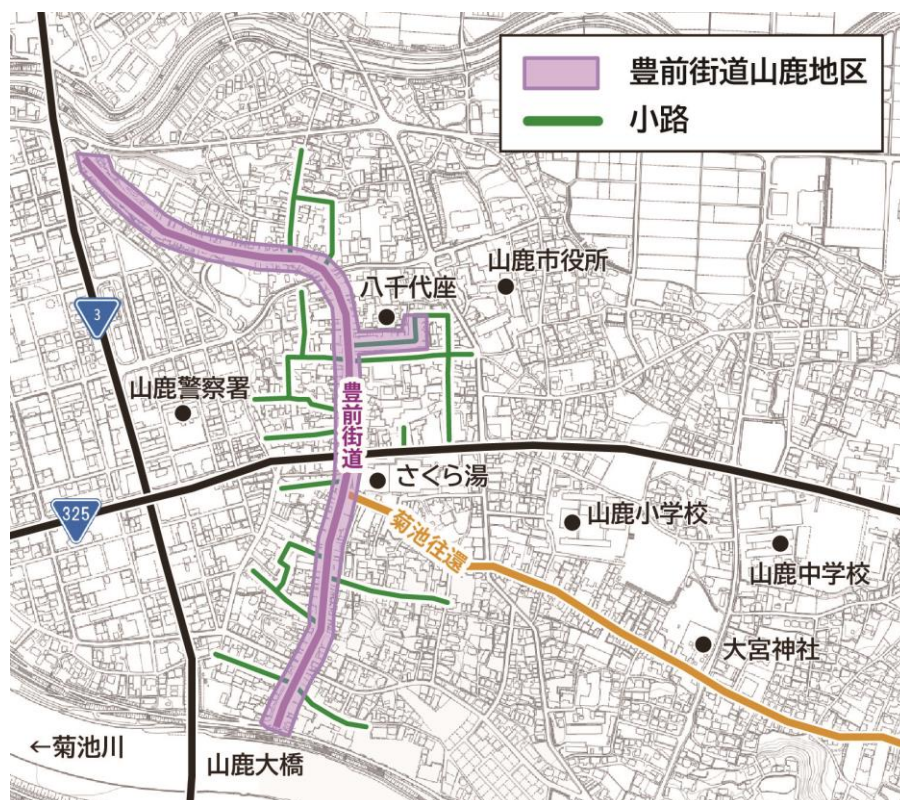 豊前街道山鹿地区
小路
山鹿市役所
八千代座
3
山鹿警察署
豊前街道
さくら湯
325
菊池往還
山鹿小学校
山鹿中学校
大宮神社
←菊池川
山鹿大橋